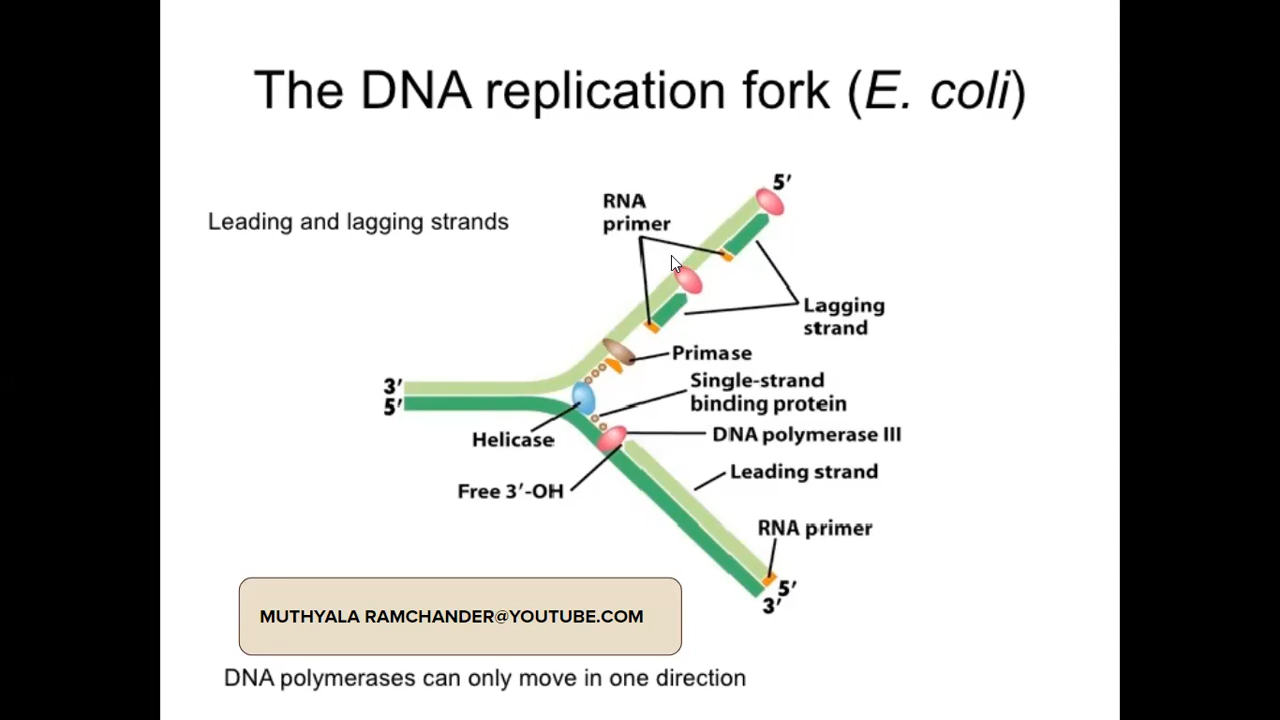 The DNA replication fork (E. coli)
Leading and lagging strands
5′
RNA
primer
Lagging
strand
Primase
Single-strand
binding protein
3′
5′
Helicase
DNA polymerase III
Leading strand
Free 3′-OH
RNA primer
5′
3′
MUTHYALA RAMCHANDER@YOUTUBE.COM
DNA polymerases can only move in one direction